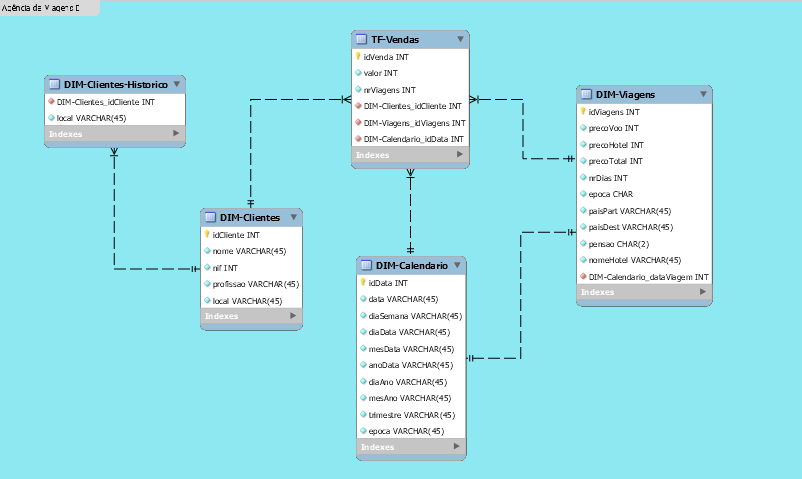 Agência de Viagens D
DIM-Clientes-Historico
DIM-Clientes_idCliente INT
local VARCHAR(45)
Indexes
TF-Vendas
idVenda INT
valor INT
nrViagens INT
DIM-Clientes_idCliente INT
DIM-Viagens_idViagens INT
DIM-Calendario_idData INT
Indexes
DIM-Viagens
idViagens INT
precoVoo INT
precoHotel INT
precoTotal INT
nrDias INT
epoca CHAR
paisPart VARCHAR(45)
paisDest VARCHAR(45)
pensao CHAR(2)
nomeHotel VARCHAR(45)
DIM-Calendario_dataViagem INT
Indexes
DIM-Clientes
idCliente INT
nome VARCHAR(45)
nif INT
profissao VARCHAR(45)
local VARCHAR(45)
Indexes
DIM-Calendario
idData INT
data VARCHAR(45)
diaSemana VARCHAR(45)
diaData VARCHAR(45)
mesData VARCHAR(45)
anoData VARCHAR(45)
diaAno VARCHAR(45)
mesAno VARCHAR(45)
trimestre VARCHAR(45)
epoca VARCHAR(45)
Indexes